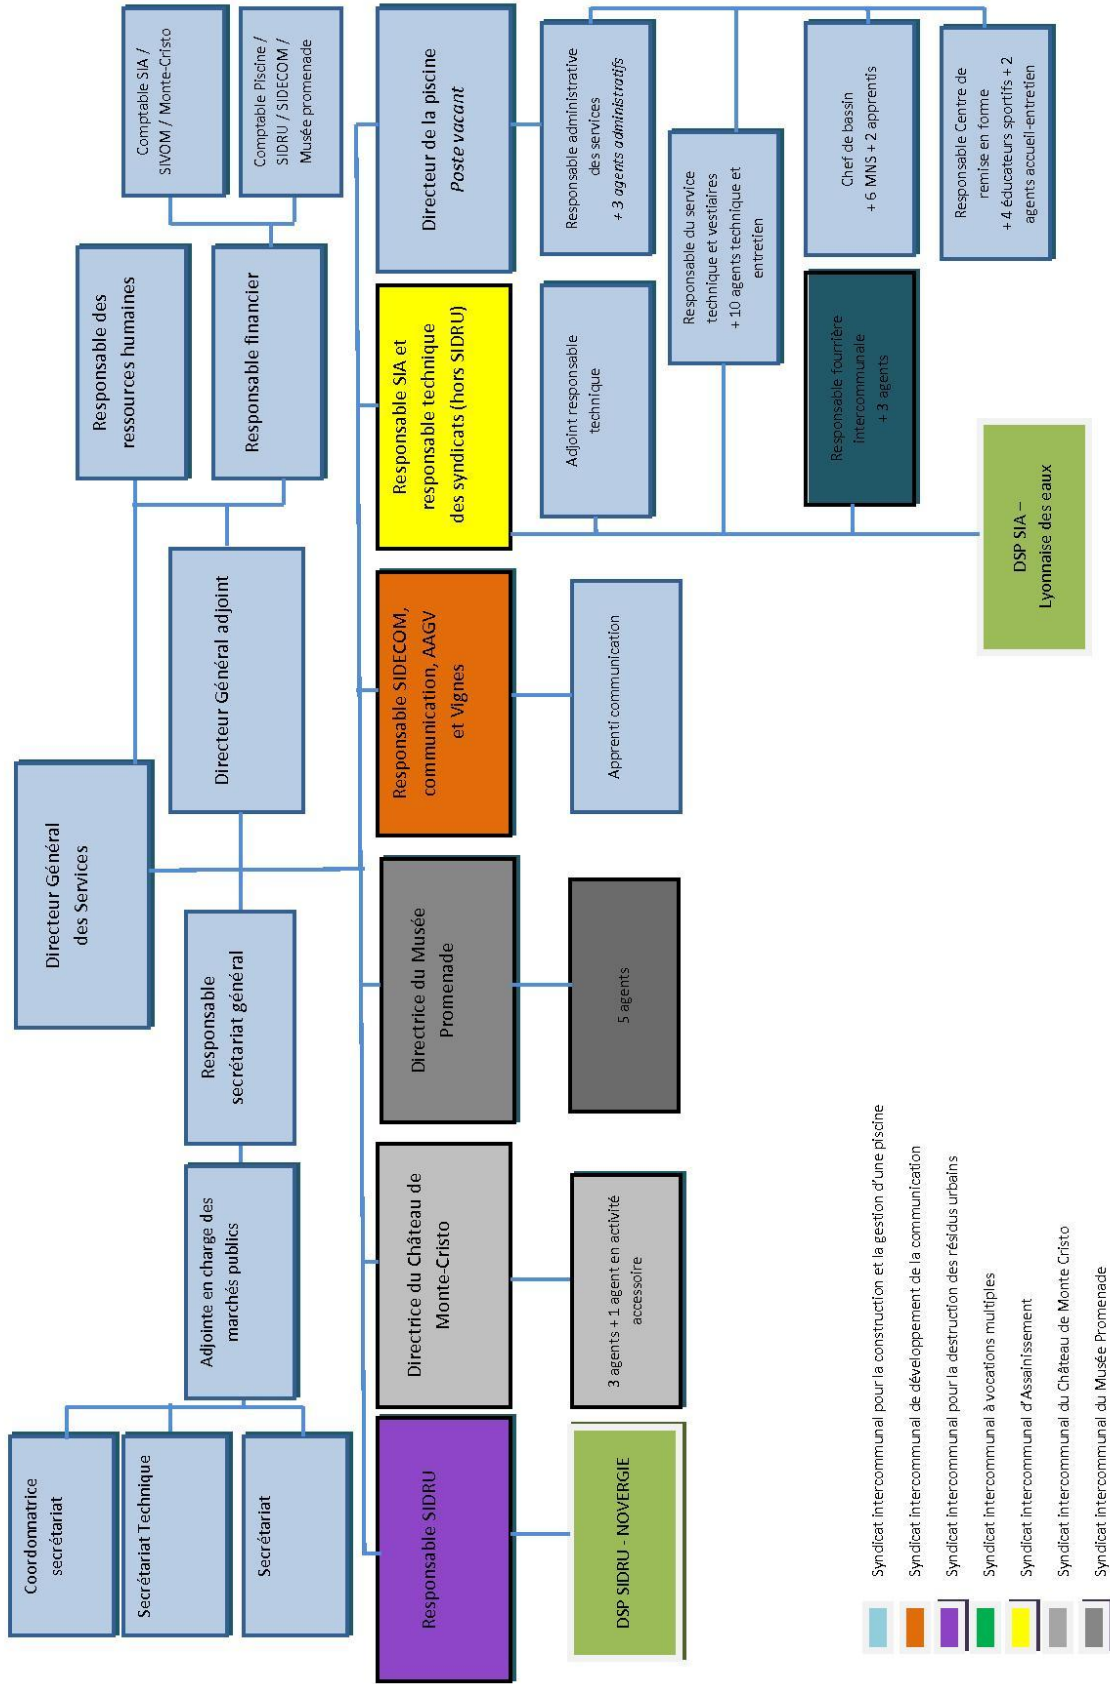 Directeur Général
des Services
Coordonnatrice
secrétariat
Secrétariat Technique
Secrétariat
Adjointe en charge des
marchés publics
Responsable
secrétariat général
Directeur Général adjoint
Responsable des
ressources humaines
Responsable financier
Comptable SIA /
SIVOM / Monte-Cristo
Comptable Piscine /
SIDRU / SIDECOM /
Musée promenade
Responsable SIDRU
Directrice du Château de
Monte-Cristo
Directrice du Musée
Promenade
Responsable SIDECOM,
communication, AAGV
et Vignes
Responsable SIA et
responsable technique
des syndicats (hors SIDRU)
Directeur de la piscine
Poste vacant
DSP SIDRU - NOVERGIE
3 agents + 1 agent en activité
accessoire
5 agents
Apprenti communication
Adjoint responsable
technique
Responsable administrative
des services
+ 3 agents administratifs
Responsable du service
technique et vestiaires
+ 10 agents technique et
entretien
Responsable fourrière
intercommunale
+ 3 agents
Chef de bassin
+ 6 MNS + 2 apprentis
Responsable Centre de
remise en forme
+ 4 éducateurs sportifs + 2
agents accueil-entretien
DSP SIA –
Lyonnaise des eaux
Syndicat intercommunal pour la construction et la gestion d'une piscine
Syndicat intercommunal de développement de la communication
Syndicat intercommunal pour la destruction des résidus urbains
Syndicat intercommunal à vocations multiples
Syndicat intercommunal d'Assainissement
Syndicat intercommunal du Château de Monte Cristo
Syndicat intercommunal du Musée Promenade